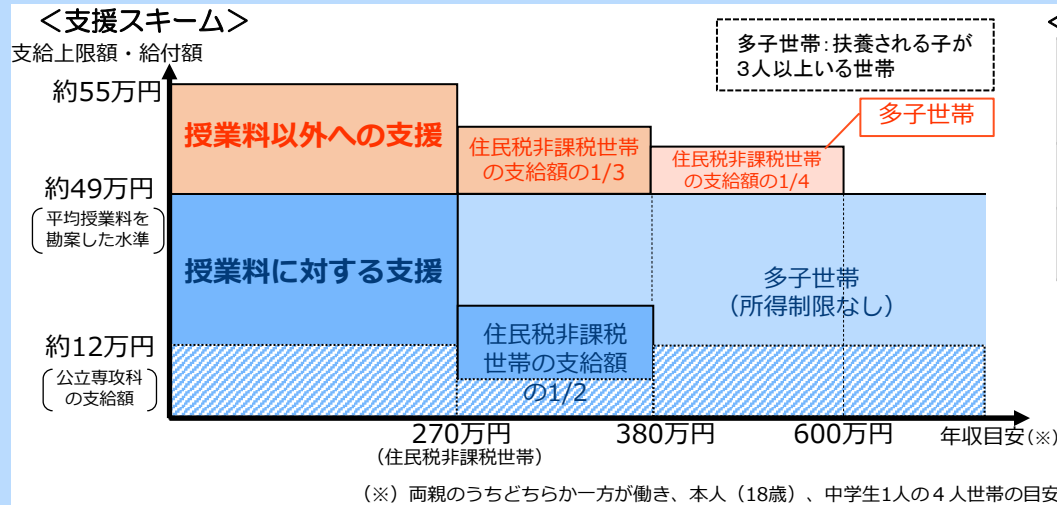 ＜支援スキーム＞
支給上限額・給付額
多子世帯：扶養される子が
３人以上いる世帯
約55万円
授業料以外への支援
多子世帯
住民税非課税世帯
の支給額の1/3
住民税非課税世帯
の支給額の1/4
約49万円
平均授業料を
勘案した水準
授業料に対する支援
多子世帯
（所得制限なし）
住民税非課税
世帯の支給額
の1/2
約12万円
公立専攻科
の支給額
270万円
（住民税非課税世帯）
380万円
600万円
年収目安(※)
（※）両親のうちどちらか一方が働き、本人（18歳）、中学生1人の４人世帯の目安
＜